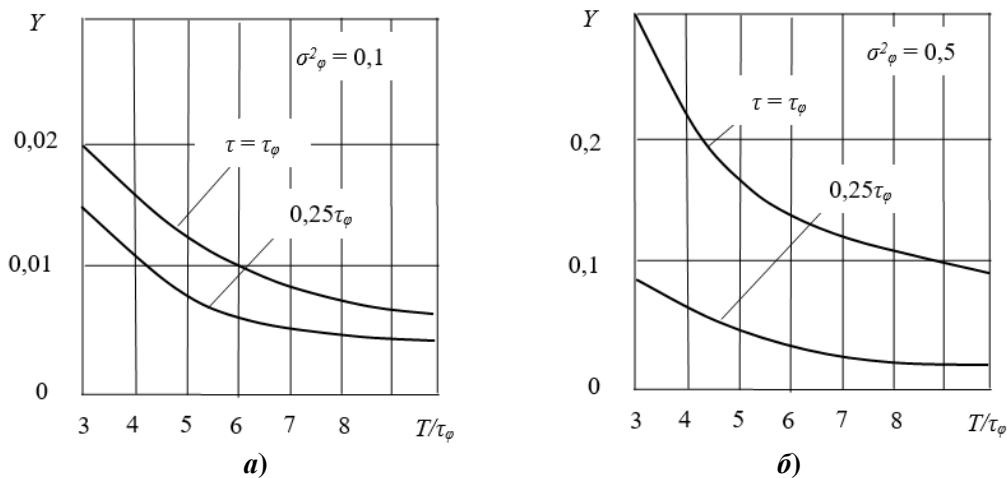 Y
σ²φ = 0,1
τ = τφ
0,25τφ
0,02
0,01
0
3 4 5 6 7 8 T/τφ
а)
Y
σ²φ = 0,5
τ = τφ
0,25τφ
0,2
0,1
0
3 4 5 6 7 8 T/τφ
б)